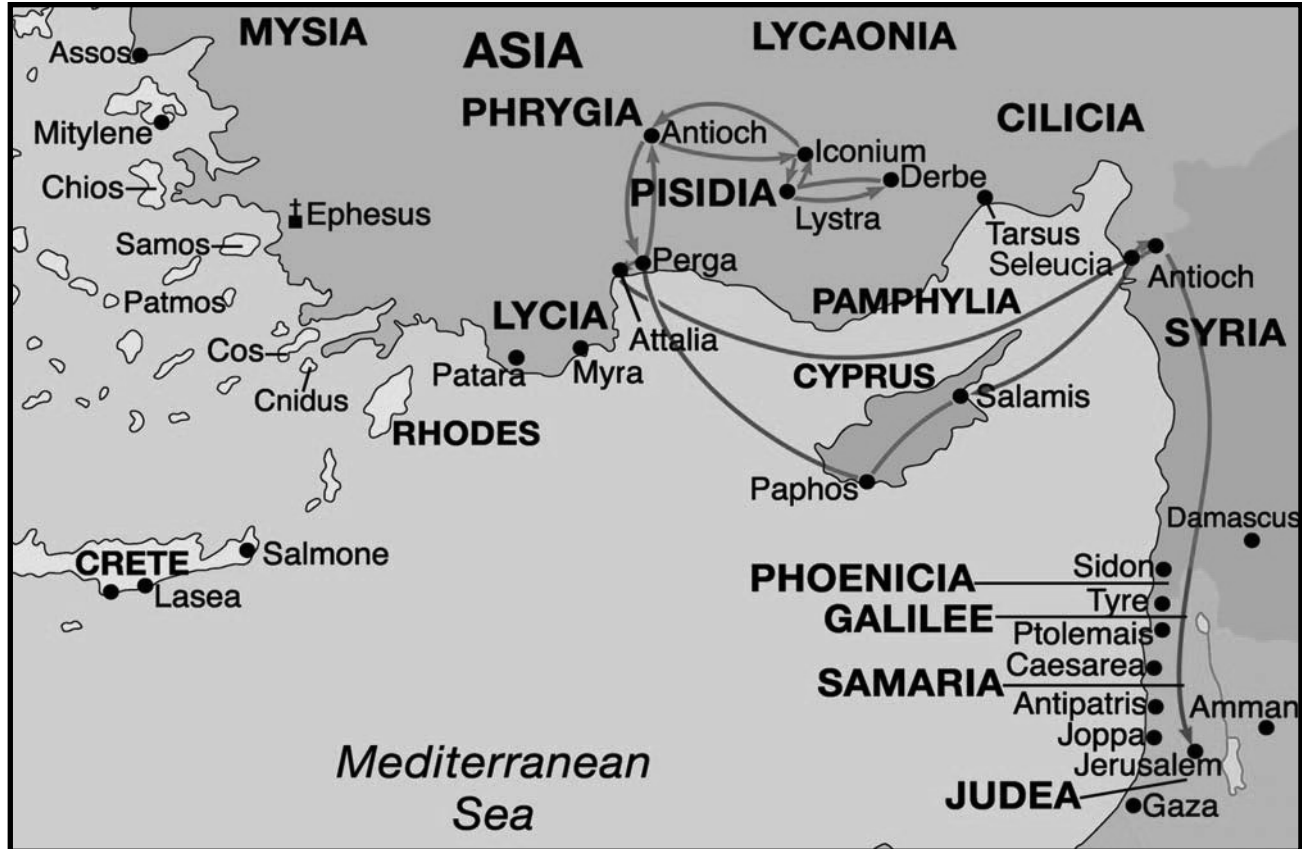 MYSIA
ASIA
LYCAONIA
Assos
PHRYGIA
Antioch
CILICIA
Mitylene
Iconium
Chios
PISIDIA
Derbe
Ephesus
Lystra
Samos
Tarsus
Perga
Seleucia
Antioch
Patmos
LYCIA
PAMPHYLIA
SYRIA
Attalia
Cos
Patara
Myra
CYPRUS
Cnidus
Salamis
RHODES
Paphos
Damascus
Salmone
CRETE
Lasea
PHOENICIA
Sidon
Tyre
GALILEE
Ptolemais
Caesarea
SAMARIA
Antipatris
Amman
Joppa
Mediterranean
Sea
Jerusalem
JUDEA
Gaza